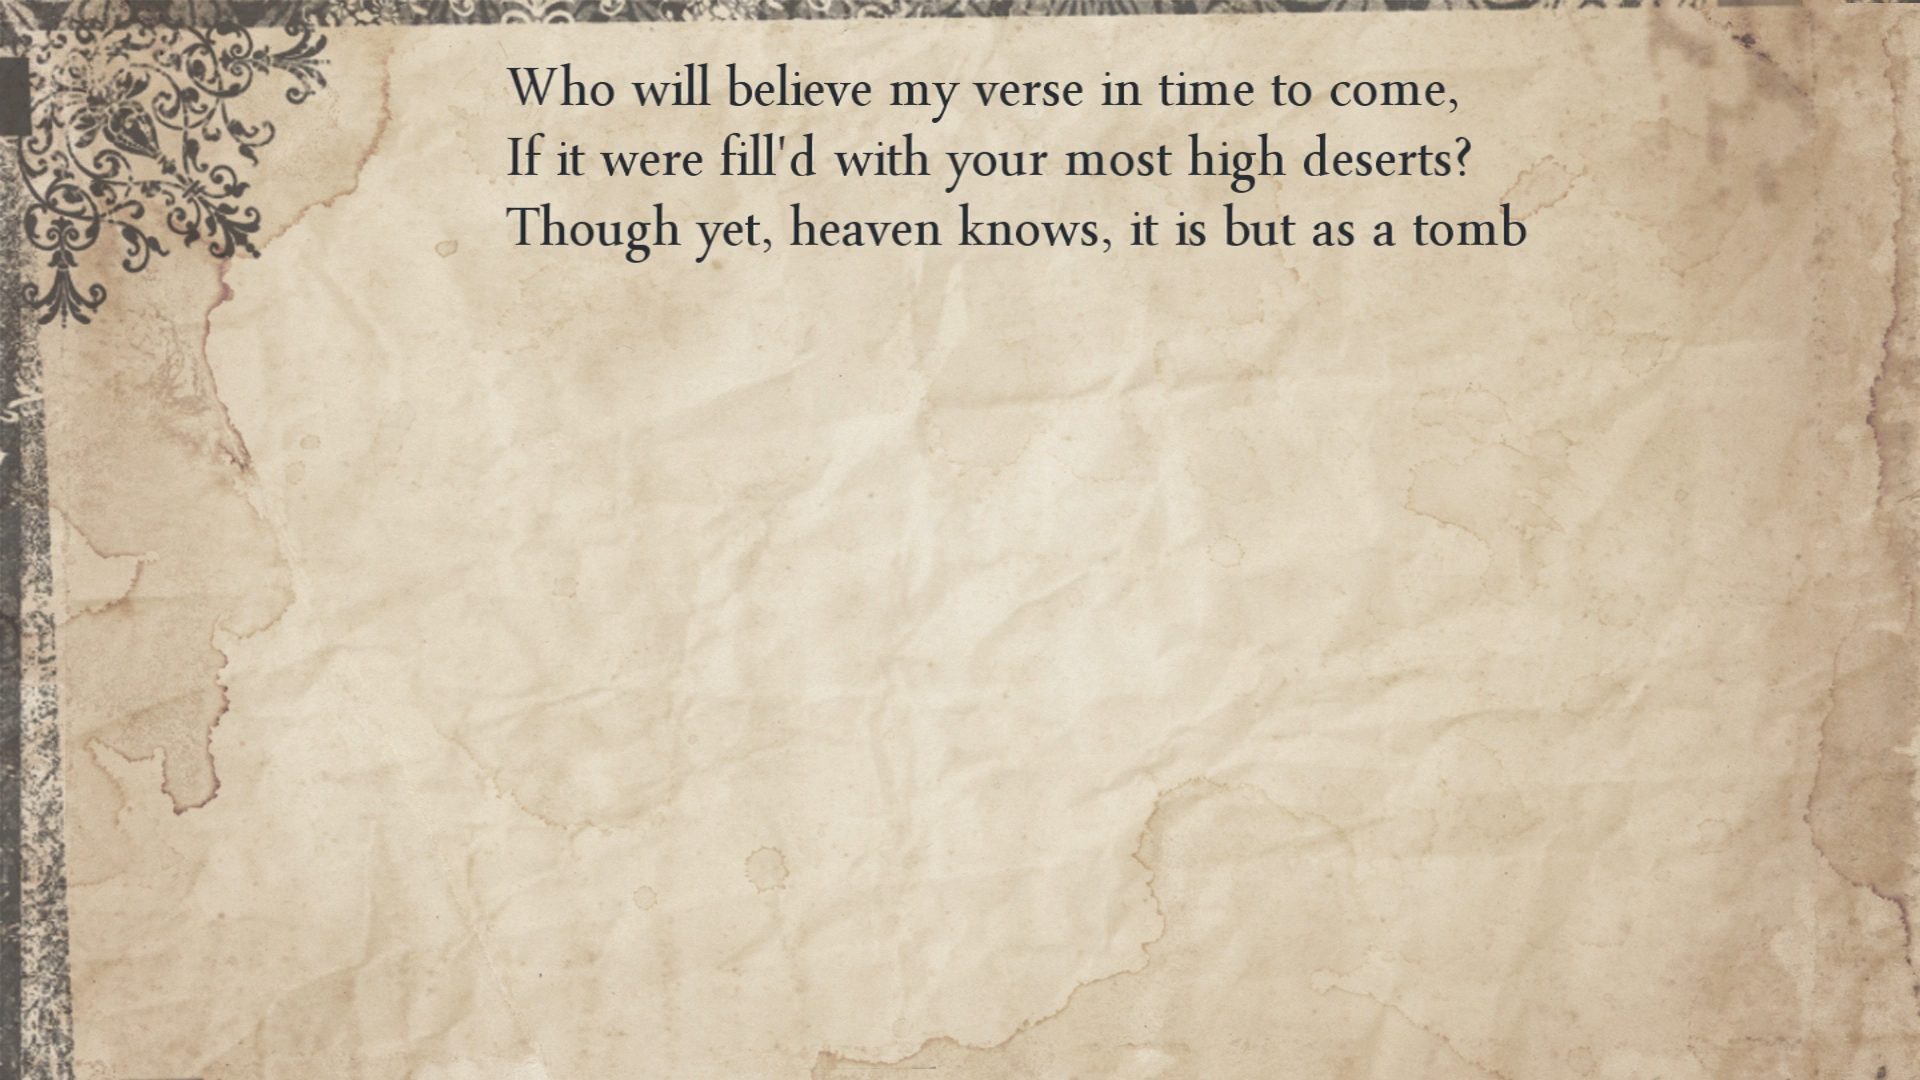 Who will believe my verse in time to come,
If it were fill'd with your most high deserts?
Though yet, heaven knows, it is but as a tomb